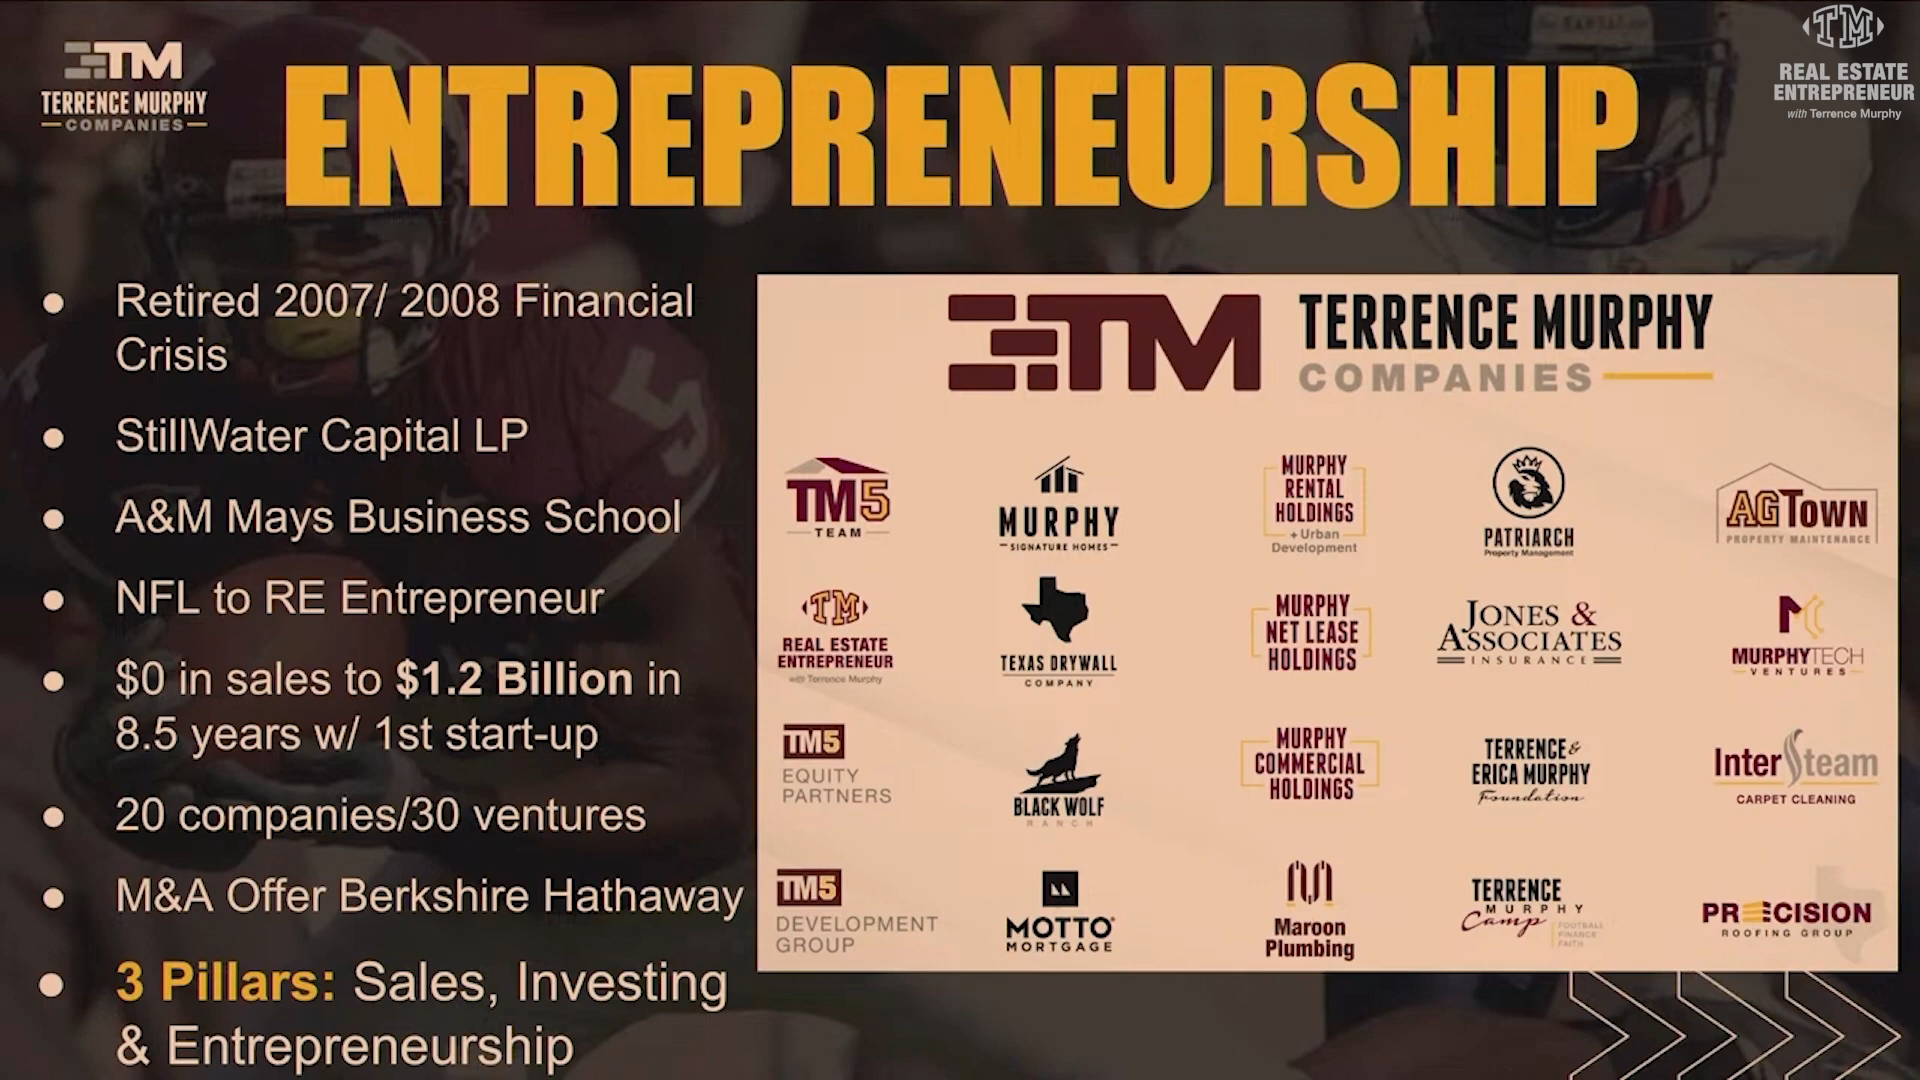 TM
TERRENCE MURPHY
COMPANIES
ENTREPRENEURSHIP
TM
REAL ESTATE
ENTREPRENEUR
with Terrence Murphy
• Retired 2007/ 2008 Financial
Crisis
• StillWater Capital LP
• A&M Mays Business School
• NFL to RE Entrepreneur
• $0 in sales to $1.2 Billion in
8.5 years w/ 1st start-up
• 20 companies/30 ventures
• M&A Offer Berkshire Hathaway
• 3 Pillars: Sales, Investing
& Entrepreneurship
TM
TERRENCE MURPHY
COMPANIES
TM5
TEAM
MURPHY
SIGNATURE HOMES
MURPHY
RENTAL
HOLDINGS
+ Urban
Development
PATRIARCH
Property Management
AGTOWN
PROPERTY MAINTENANCE
TM
REAL ESTATE
ENTREPRENEUR
with Terrence Murphy
TEXAS DRYWALL
COMPANY
MURPHY
NET LEASE
HOLDINGS
JONES &
ASSOCIATES
INSURANCE
MURPHYTECH
VENTURES
TM5
EQUITY
PARTNERS
BLACK WOLF
RANCH
MURPHY
COMMERCIAL
HOLDINGS
TERRENCE &
ERICA MURPHY
Foundation
InterSteam
CARPET CLEANING
TM5
DEVELOPMENT
GROUP
MOTTO
MORTGAGE
Maroon
Plumbing
TERRENCE
MURPHY
Camp
FOOTBALL
FINANCE
FAITH
PRECISION
ROOFING GROUP
5